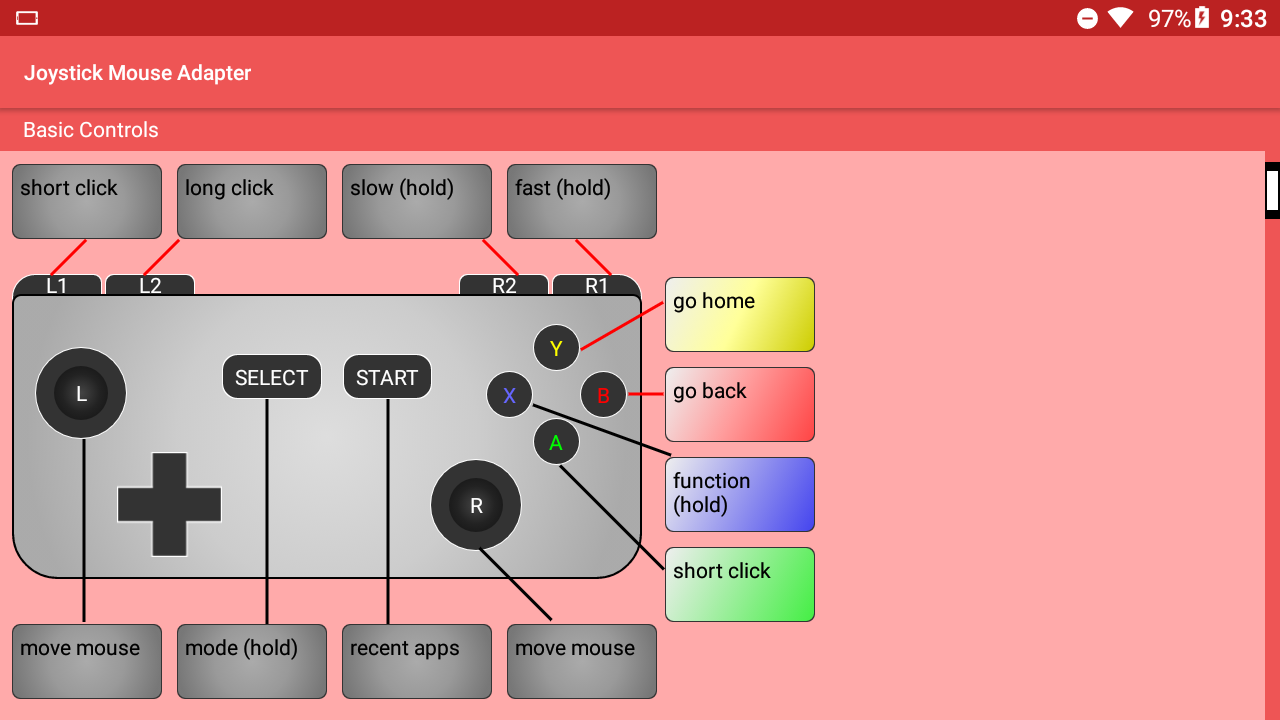 97% 9:33
Joystick Mouse Adapter
Basic Controls
short click
long click
slow (hold)
fast (hold)
L1
L2
R2
R1
go home
Y
L
SELECT
START
X
B
go back
A
function
(hold)
R
short click
move mouse
mode (hold)
recent apps
move mouse